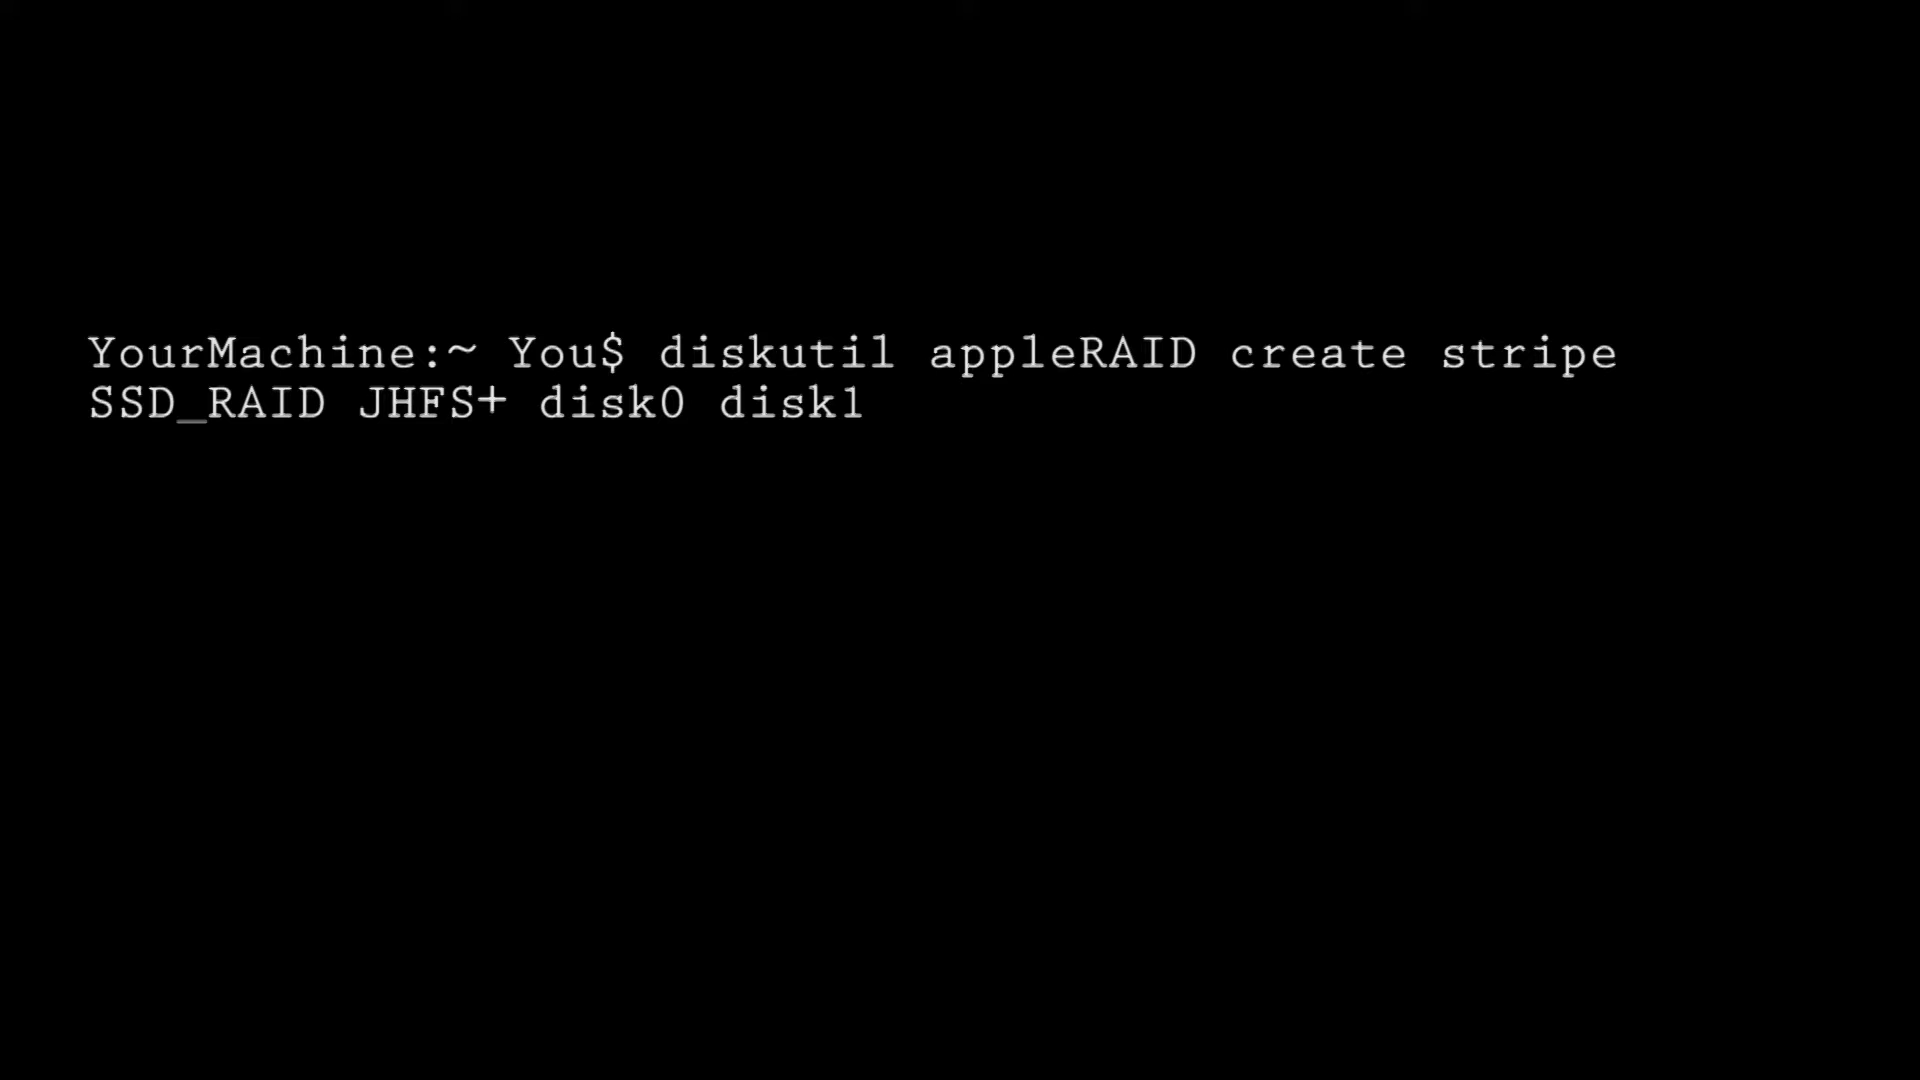 YourMachine:~ You$ diskutil appleRAID create stripe
SSD_RAID JHFS+ disk0 disk1